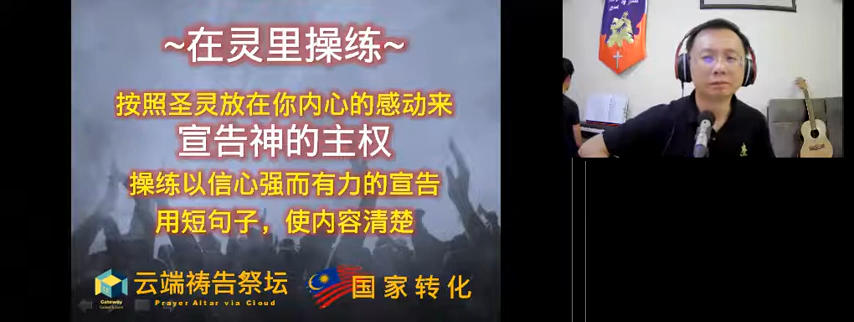 ~在灵里操练~
按照圣灵放在你内心的感动来
宣告神的主权
操练以信心强而有力的宣告
用短句子，使内容清楚
云端祷告祭坛
Prayer Altar via Cloud
Gateway
国家转化